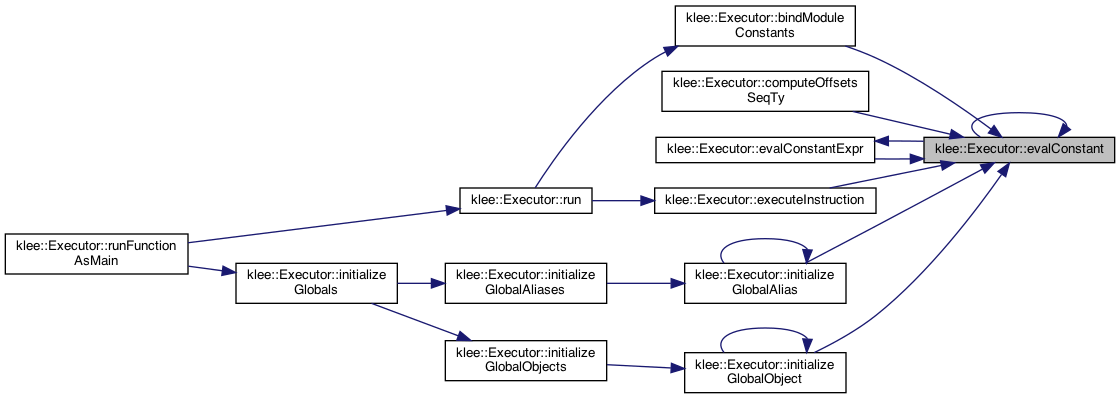 klee::Executor::bindModule
Constants
klee::Executor::computeOffsets
SeqTy
klee::Executor::evalConstantExpr
klee::Executor::evalConstant
klee::Executor::run
klee::Executor::executeInstruction
klee::Executor::runFunction
AsMain
klee::Executor::initialize
Globals
klee::Executor::initialize
GlobalAliases
klee::Executor::initialize
GlobalAlias
klee::Executor::initialize
GlobalObjects
klee::Executor::initialize
GlobalObject